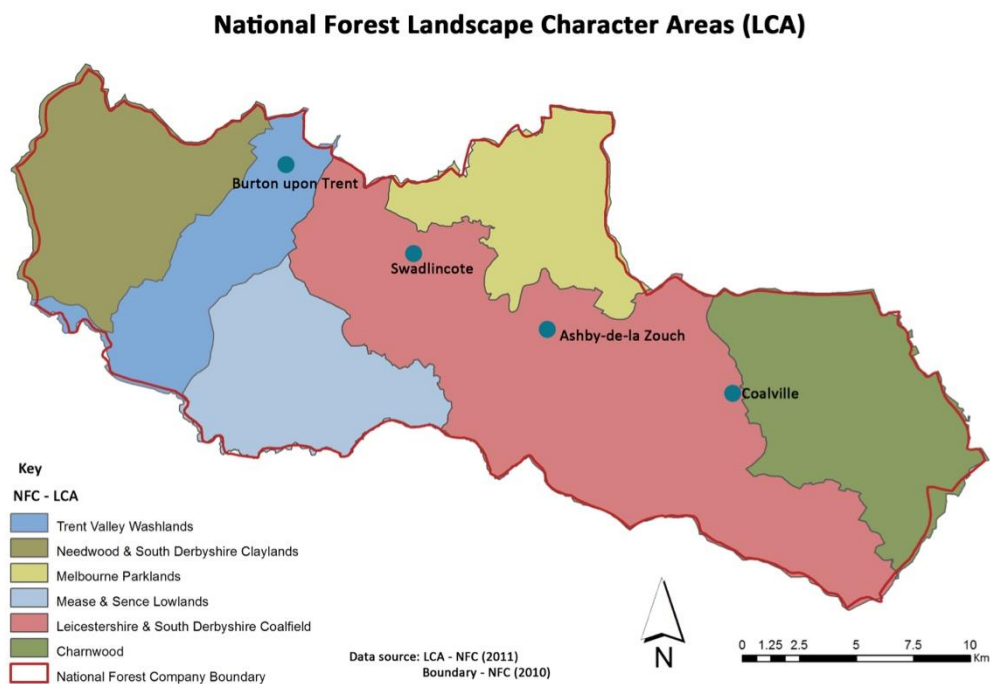 National Forest Landscape Character Areas (LCA)
Burton upon Trent
Swadlincote
Ashby-de-la Zouch
Coalville
Key
NFC - LCA
Trent Valley Washlands
Needwood & South Derbyshire Claylands
Melbourne Parklands
Mease & Sence Lowlands
Leicestershire & South Derbyshire Coalfield
Charnwood
National Forest Company Boundary
Data source: LCA - NFC (2011)
Boundary - NFC (2010)
N
0 1.25 2.5 5 7.5 10
Km